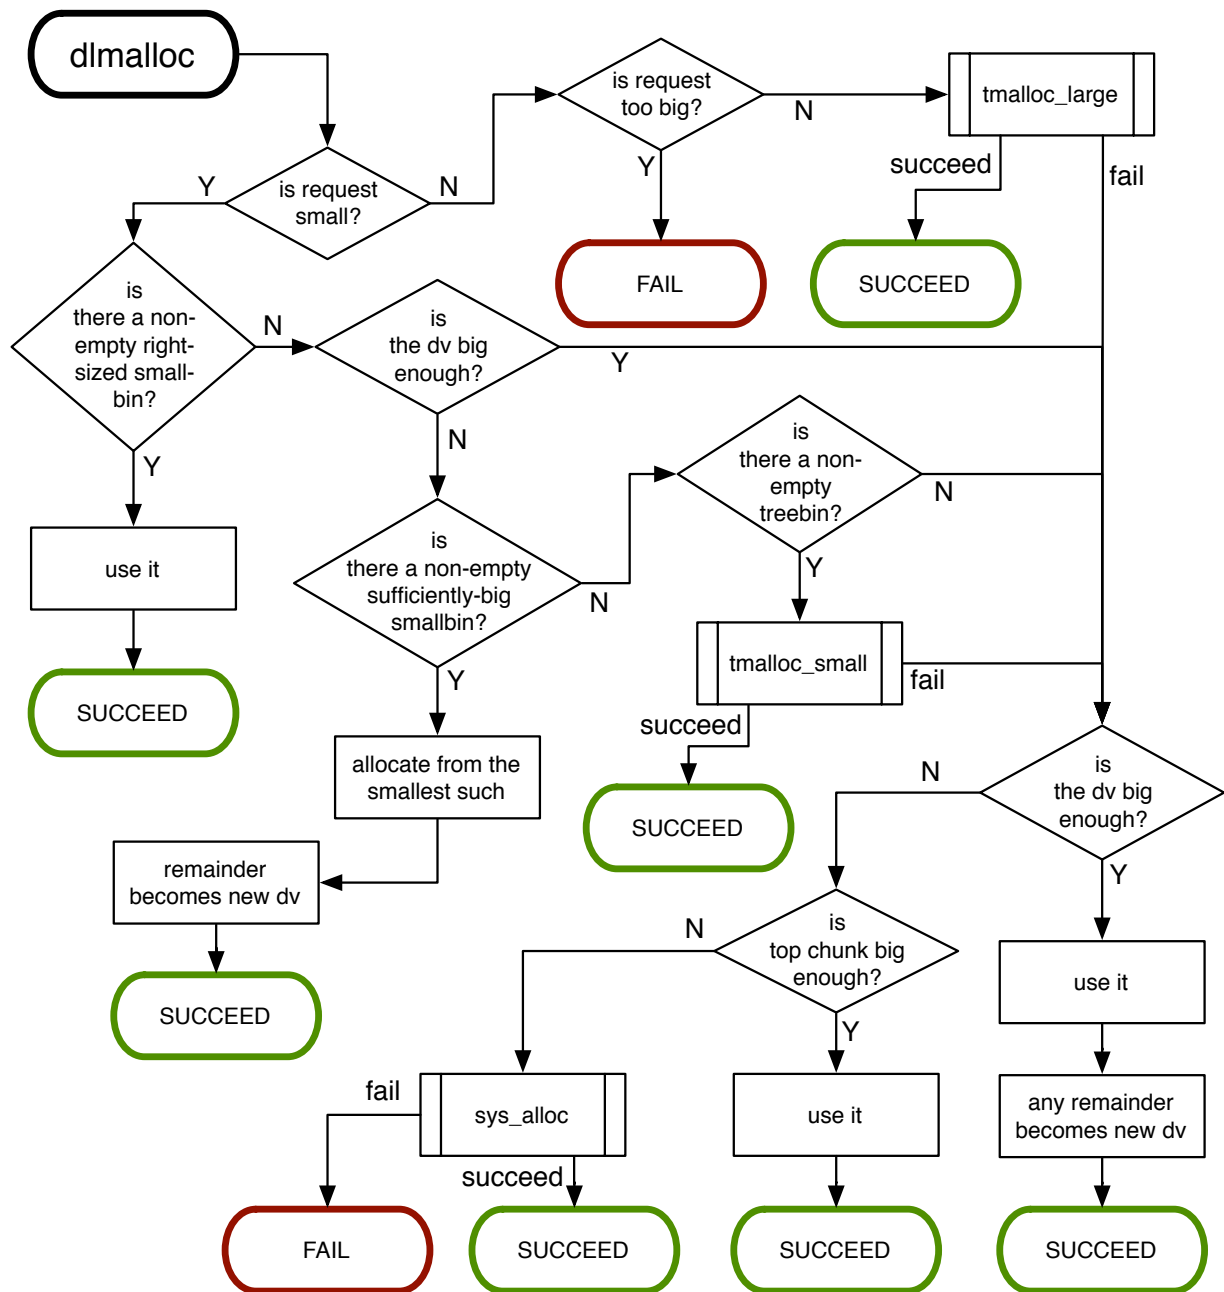 dlmalloc
is request
too big?
N
tmalloc_large
Y
succeed
fail
Y
is request
small?
N
FAIL
SUCCEED
is
there a non-
empty right-
sized small-
bin?
N
is
the dv big
enough?
Y
Y
N
is
there a non-
empty
treebin?
N
use it
is
there a non-empty
sufficiently-big
smallbin?
N
Y
SUCCEED
Y
tmalloc_small
fail
succeed
allocate from the
smallest such
SUCCEED
N
is
the dv big
enough?
Y
remainder
becomes new dv
SUCCEED
N
is
top chunk big
enough?
Y
use it
fail
sys_alloc
succeed
use it
any remainder
becomes new dv
FAIL
SUCCEED
SUCCEED
SUCCEED